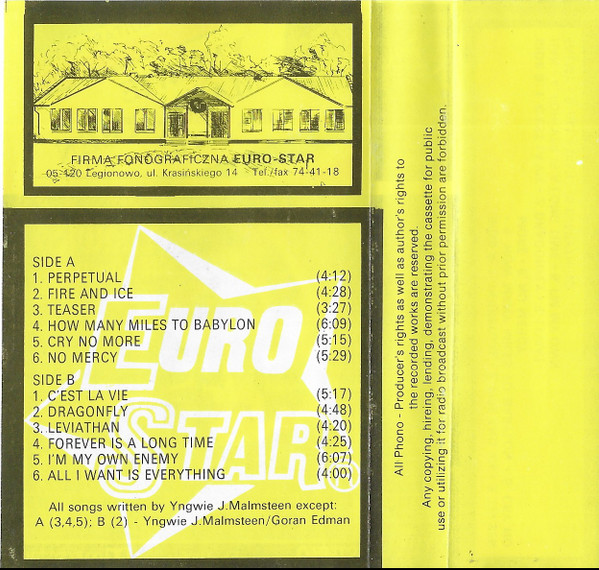 FIRMA FONOGRAFICZNA EURO-STAR
05-120 Legionowo, ul. Krasińskiego 14 Tel./fax 74-41-18
EURO
STAR
SIDE A
1. PERPETUAL (4:12)
2. FIRE AND ICE (4:28)
3. TEASER (3:27)
4. HOW MANY MILES TO BABYLON (6:09)
5. CRY NO MORE (5:15)
6. NO MERCY (5:29)
SIDE B
1. C'EST LA VIE (5:17)
2. DRAGONFLY (4:48)
3. LEVIATHAN (4:20)
4. FOREVER IS A LONG TIME (4:25)
5. I'M MY OWN ENEMY (6:07)
6. ALL I WANT IS EVERYTHING (4:00)
All songs written by Yngwie J.Malmsteen except:
A (3,4,5); B (2) - Yngwie J.Malmsteen/Goran Edman
All Phono - Producer's rights as well as author's rights to
the recorded works are reserved.
Any copying, hireing, lending, demonstrating the cassette for public
use or utilizing it for radio broadcast without prior permission are forbidden.